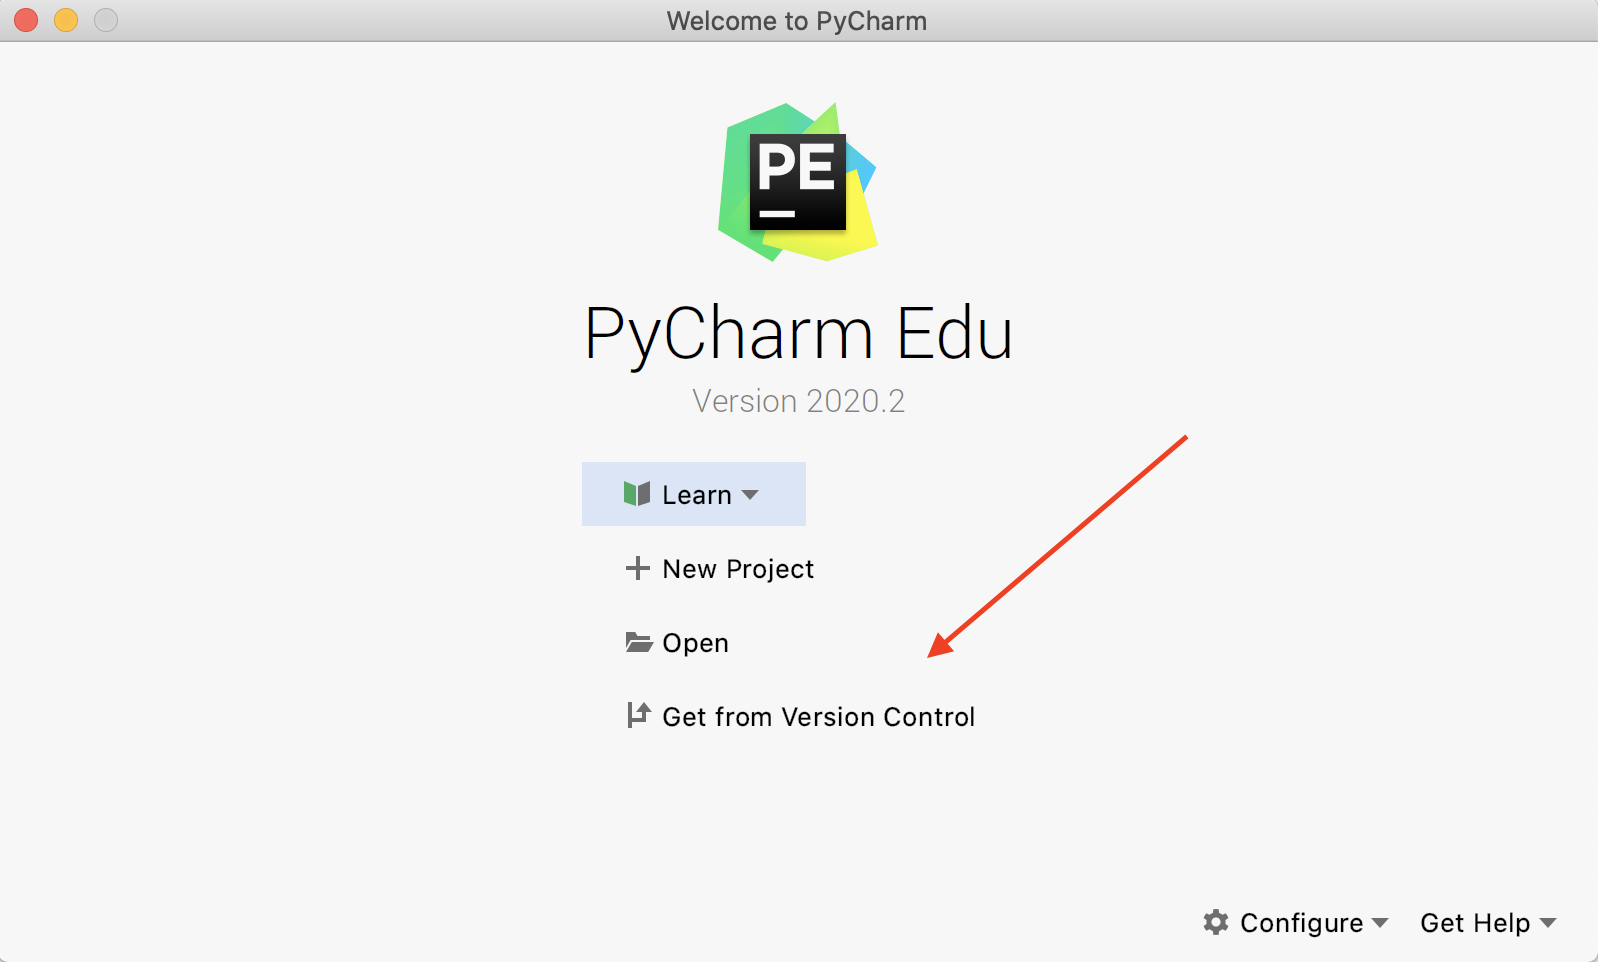 Welcome to PyCharm
PE
PyCharm Edu
Version 2020.2
Learn
New Project
Open
Get from Version Control
Configure
Get Help